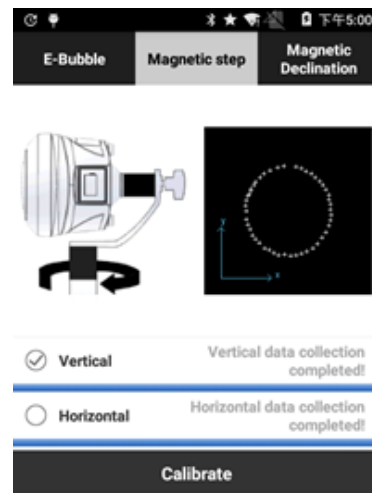 下午5:00
E-Bubble
Magnetic step
Magnetic
Declination
y
x
Vertical
Vertical data collection
completed!
Horizontal
Horizontal data collection
completed!
Calibrate